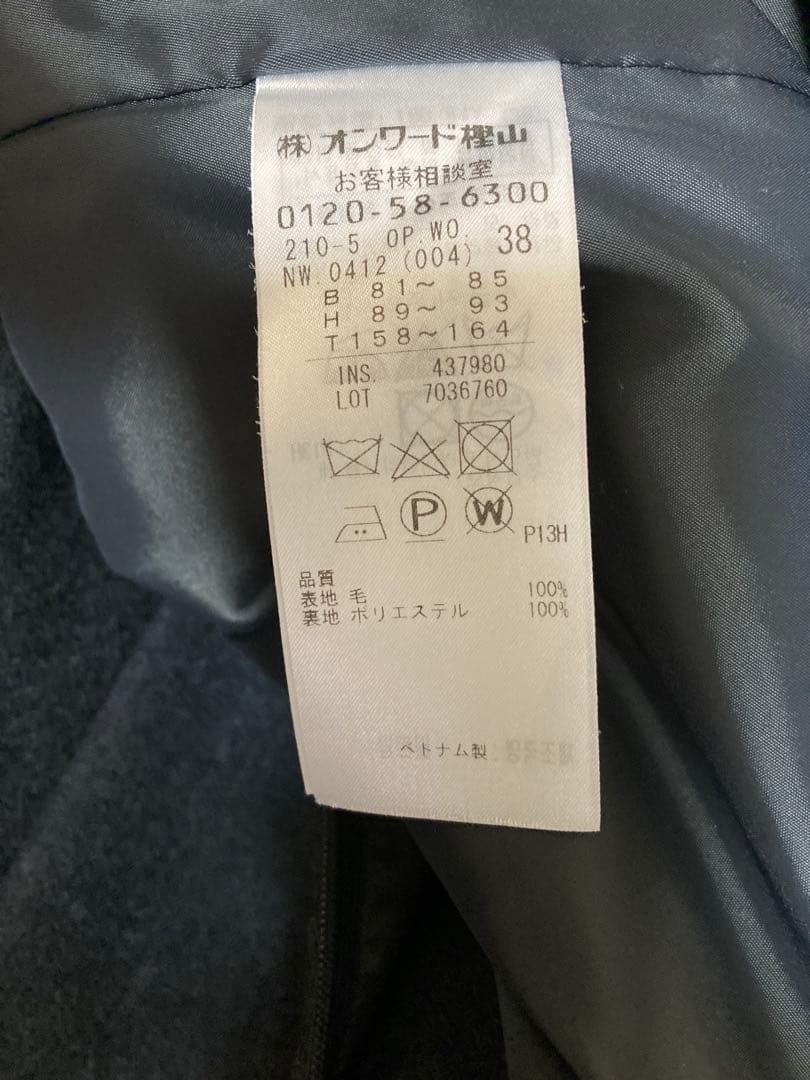 (株)オンワード樫山
お客様相談室
0120-58-6300
210-5 OP.WO. 38
NW.0412(004)
B 81〜 85
H 89〜 93
T158〜164
INS. 437980
LOT 7036760
P
W
P13H
品質
表地 毛 100%
裏地 ポリエステル 100%
ベトナム製